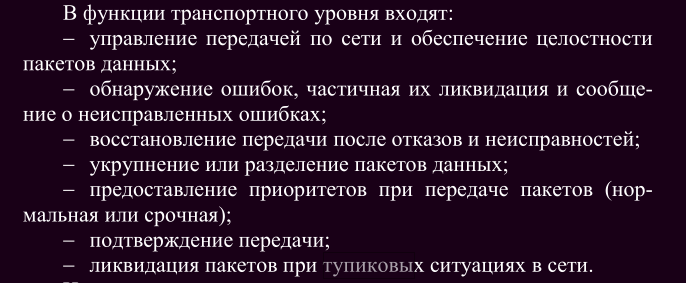 В функции транспортного уровня входят:
– управление передачей по сети и обеспечение целостности
пакетов данных;
– обнаружение ошибок, частичная их ликвидация и сообще-
ние о неисправленных ошибках;
– восстановление передачи после отказов и неисправностей;
– укрупнение или разделение пакетов данных;
– предоставление приоритетов при передаче пакетов (нор-
мальная или срочная);
– подтверждение передачи;
– ликвидация пакетов при тупиковых ситуациях в сети.